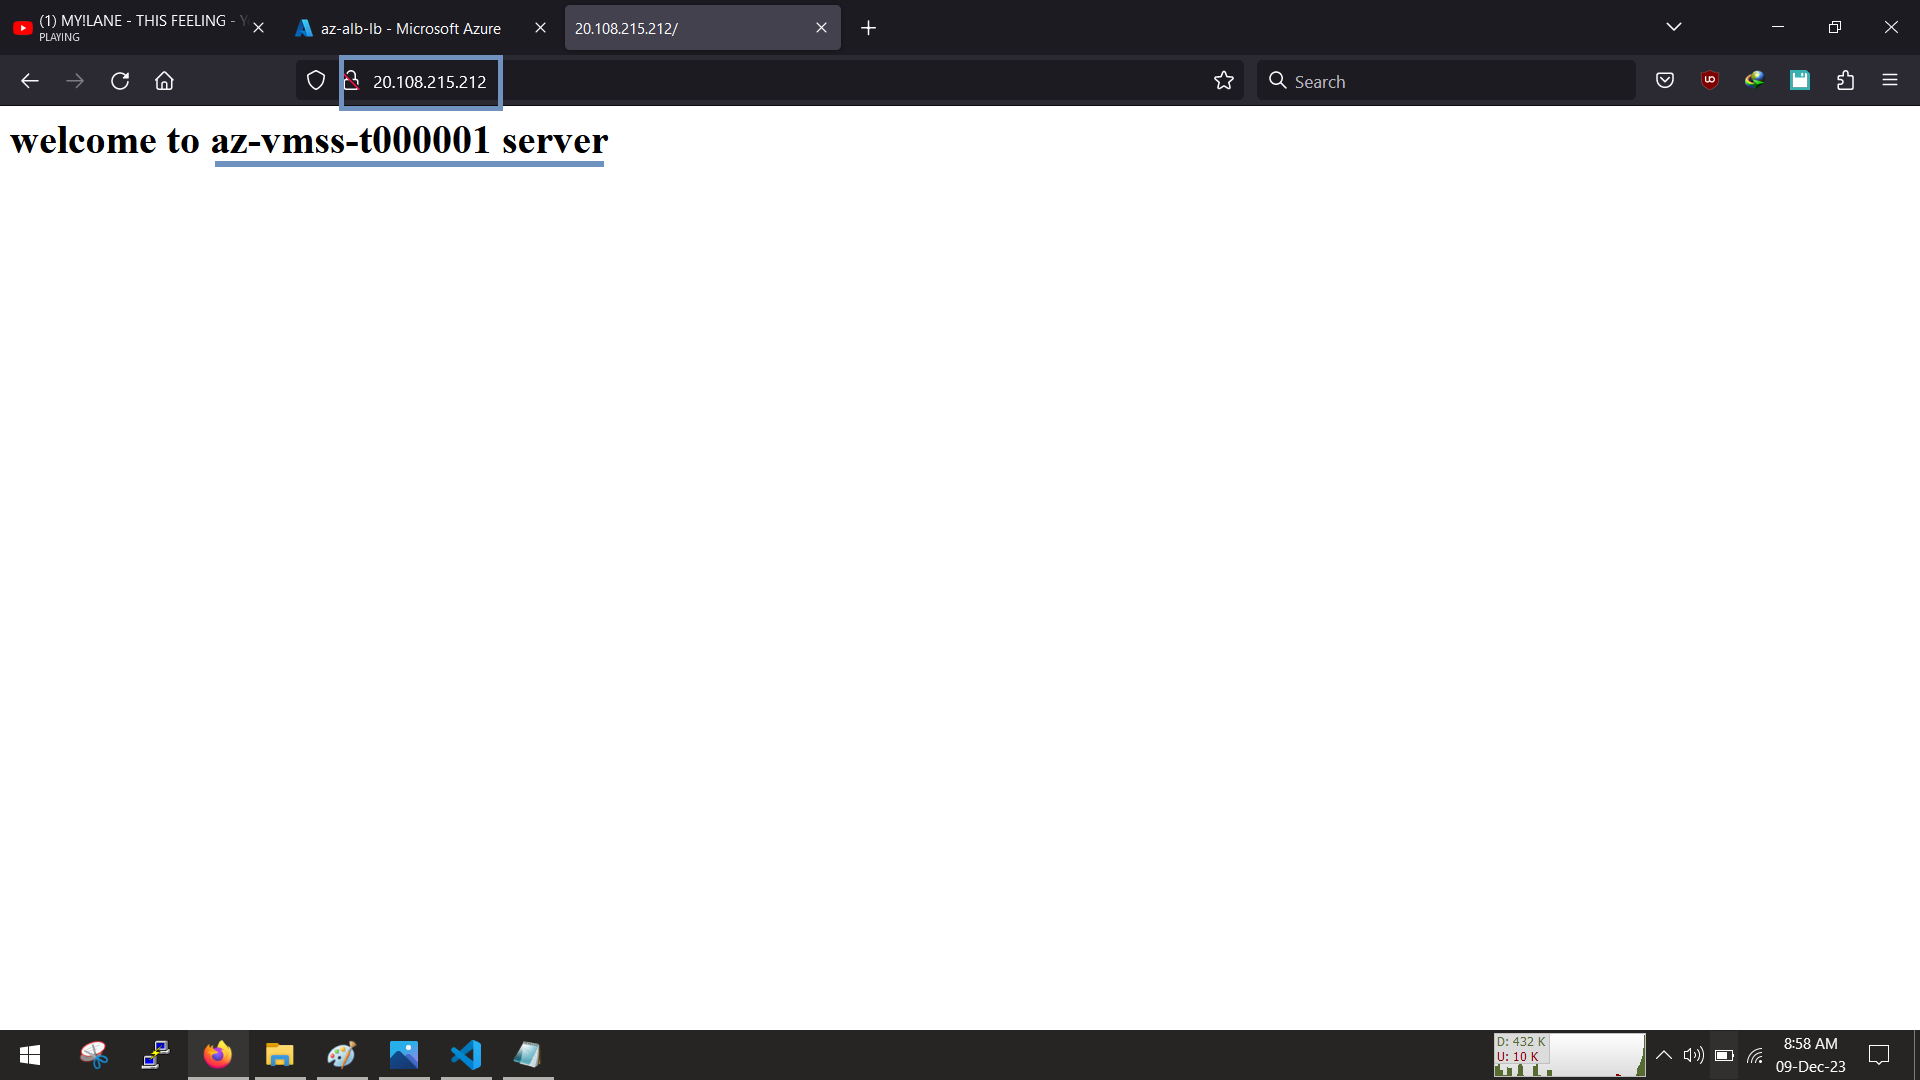 (1) MY!LANE - THIS FEELING - Y
PLAYING
az-alb-lb - Microsoft Azure
20.108.215.212/
20.108.215.212
Search
welcome to az-vmss-t000001 server
D: 432 K
U: 10 K
8:58 AM
09-Dec-23